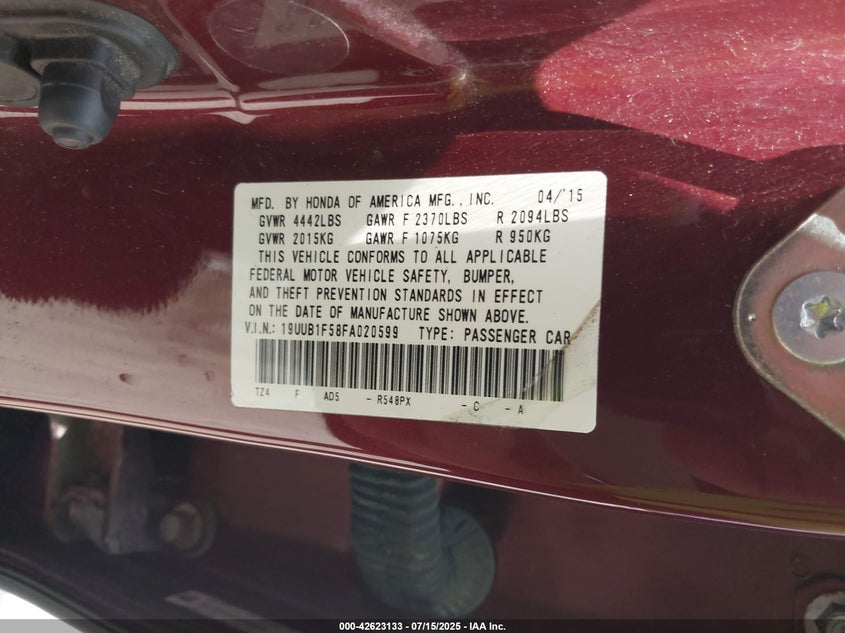 MFD. BY HONDA OF AMERICA MFG., INC. 04/'15
GVWR 4442LBS GAWR F 2370LBS R 2094LBS
GVWR 2015KG GAWR F 1075KG R 950KG
THIS VEHICLE CONFORMS TO ALL APPLICABLE
FEDERAL MOTOR VEHICLE SAFETY, BUMPER,
AND THEFT PREVENTION STANDARDS IN EFFECT
ON THE DATE OF MANUFACTURE SHOWN ABOVE.
V.I.N.: 19UUB1F58FA020599 TYPE: PASSENGER CAR
TZ4 F AD5 - R548PX - C - A
000-42623133 - 07/15/2025 - IAA Inc.